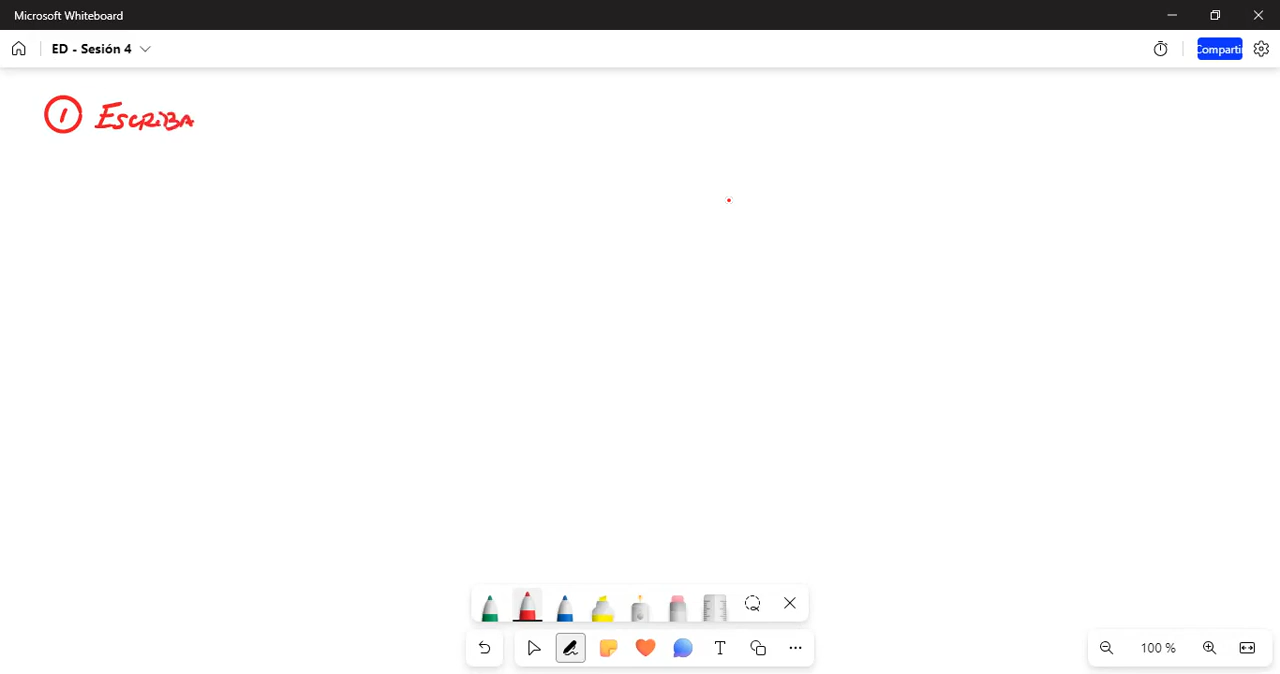 Microsoft Whiteboard
ED - Sesión 4
Comparti
1 ESCRIBA
T
100 %